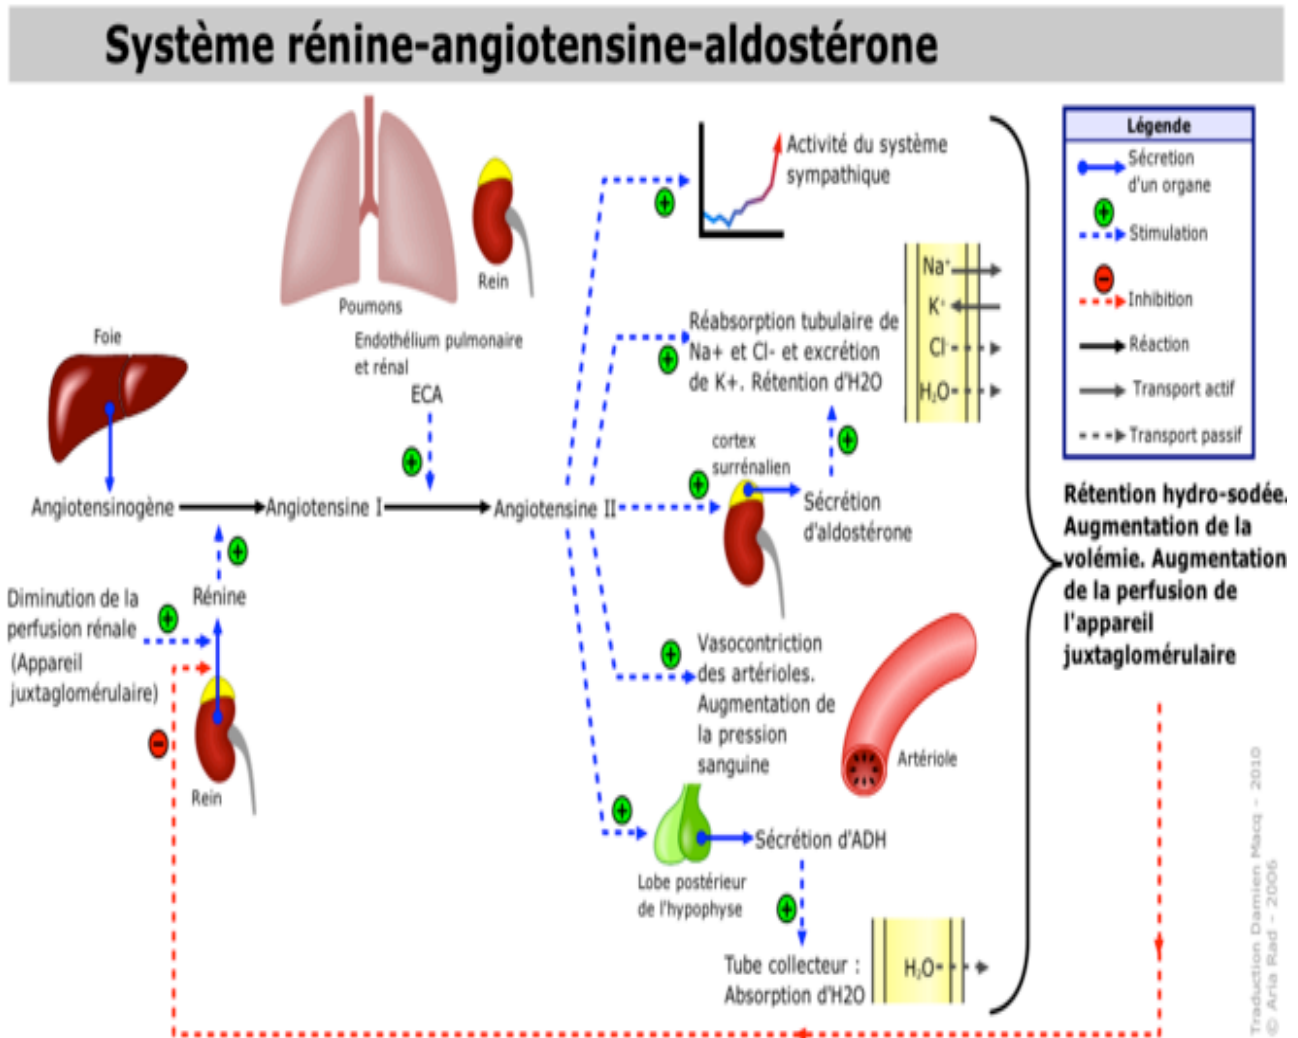 Système rénine-angiotensine-aldostérone
Poumons
Rein
Endothélium pulmonaire
et rénal
ECA
Foie
Angiotensinogène
Angiotensine I
Angiotensine II
Diminution de la
perfusion rénale
(Appareil
juxtaglomérulaire)
Rénine
Rein
Activité du système
sympathique
Réabsorption tubulaire de
Na+ et Cl- et excrétion
de K+. Rétention d'H2O
Na⁺
K⁺
Cl⁻
H₂O
cortex
surrénalien
Sécrétion
d'aldostérone
Vasocontriction
des artérioles.
Augmentation de
la pression
sanguine
Artériole
Lobe postérieur
de l'hypophyse
Sécrétion d'ADH
Tube collecteur :
Absorption d'H2O
H₂O
Légende
Sécretion
d'un organe
Stimulation
Inhibition
Réaction
Transport actif
Transport passif
Rétention hydro-sodée.
Augmentation de la
volémie. Augmentation
de la perfusion de
l'appareil
juxtaglomérulaire
Traduction Damien Macq - 2010
© Aria Rad - 2006